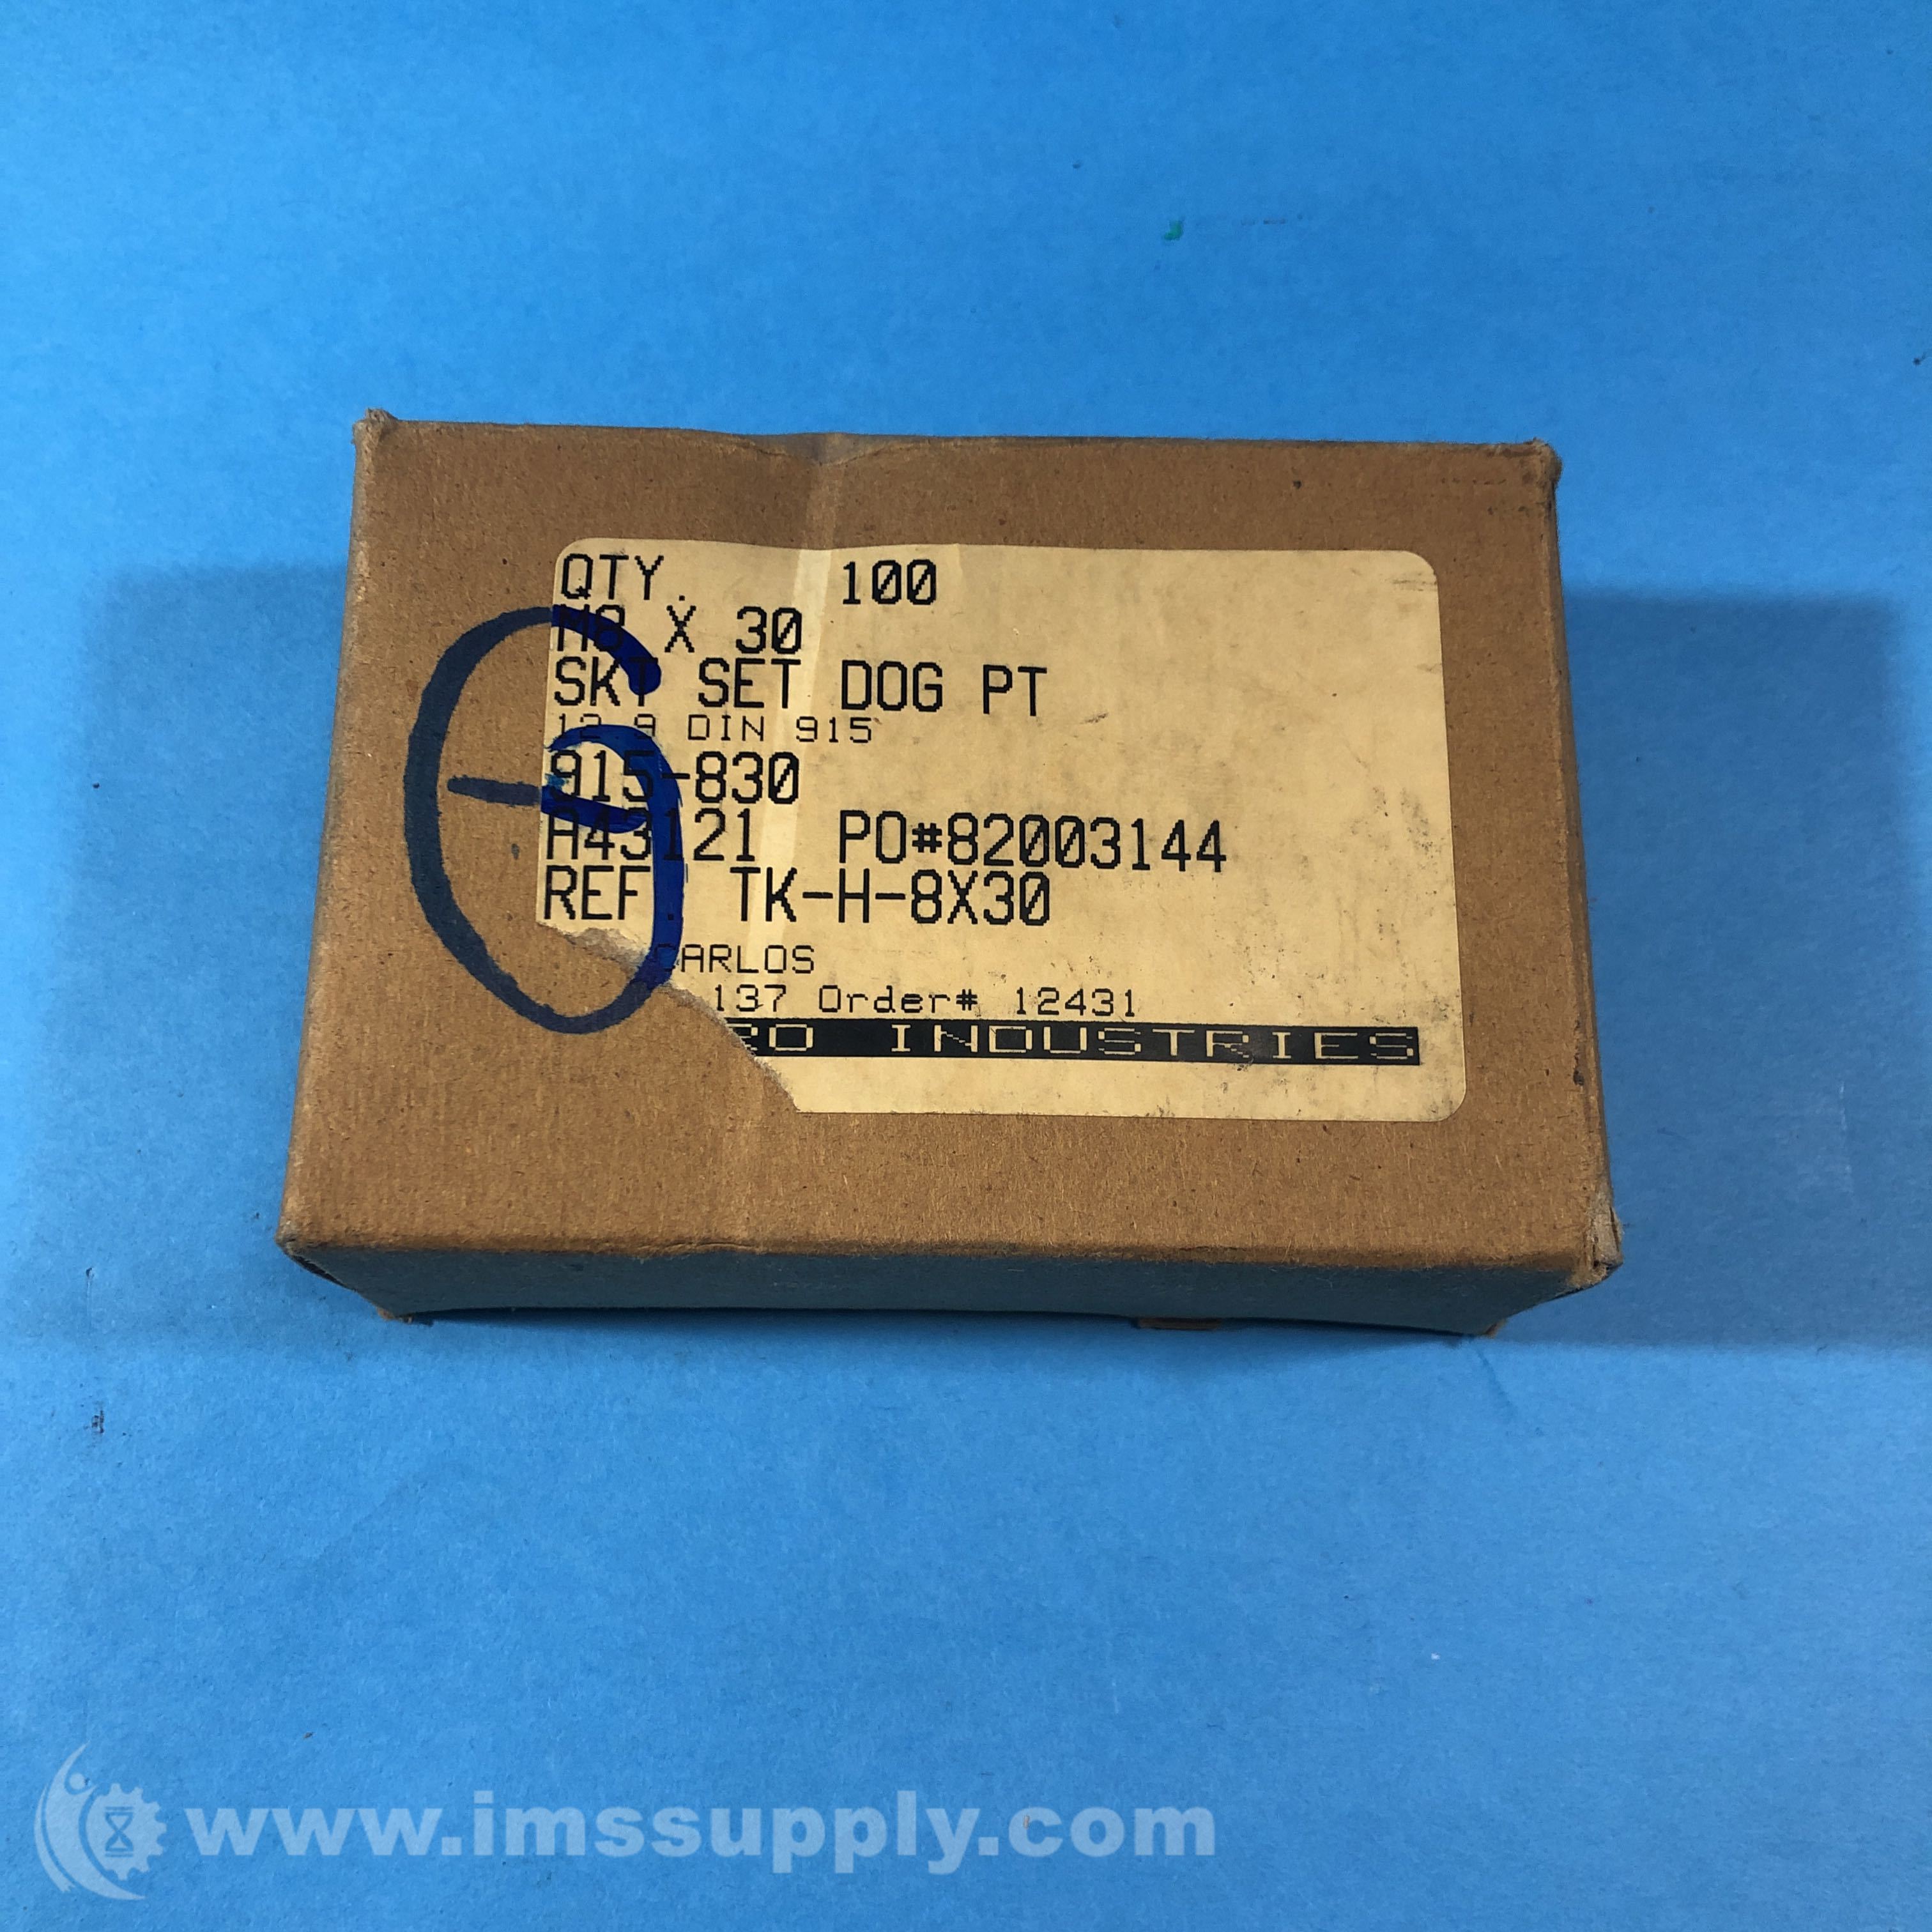 QTY. 100
M8 X 30
SKT SET DOG PT
12.9 DIN 915
915-830
A43121 PO#82003144
REF. TK-H-8X30
CARLOS
137 Order# 12431
RO INDUSTRIES
G
www.imssupply.com